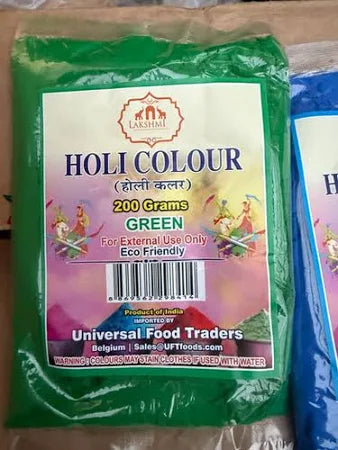 LAKSHMI
HOLI COLOUR
(होली कलर)
200 Grams
GREEN
For External Use Only
Eco Friendly
Product of India
IMPORTED BY
Universal Food Traders
Belgium | Sales@UFTfoods.com
WARNING : COLOURS MAY STAIN CLOTHES IF USED WITH WATER
H